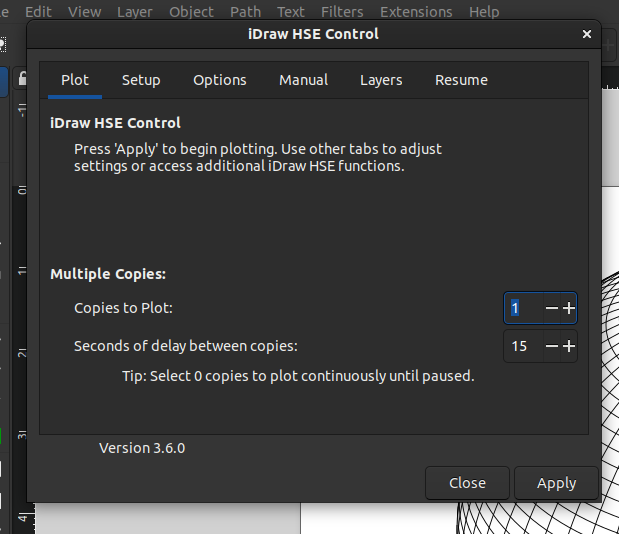 Edit View Layer Object Path Text Filters Extensions Help
iDraw HSE Control
Plot Setup Options Manual Layers Resume
iDraw HSE Control
Press 'Apply' to begin plotting. Use other tabs to adjust
settings or access additional iDraw HSE functions.
Multiple Copies:
Copies to Plot: 1
Seconds of delay between copies: 15
Tip: Select 0 copies to plot continuously until paused.
Version 3.6.0
Close Apply